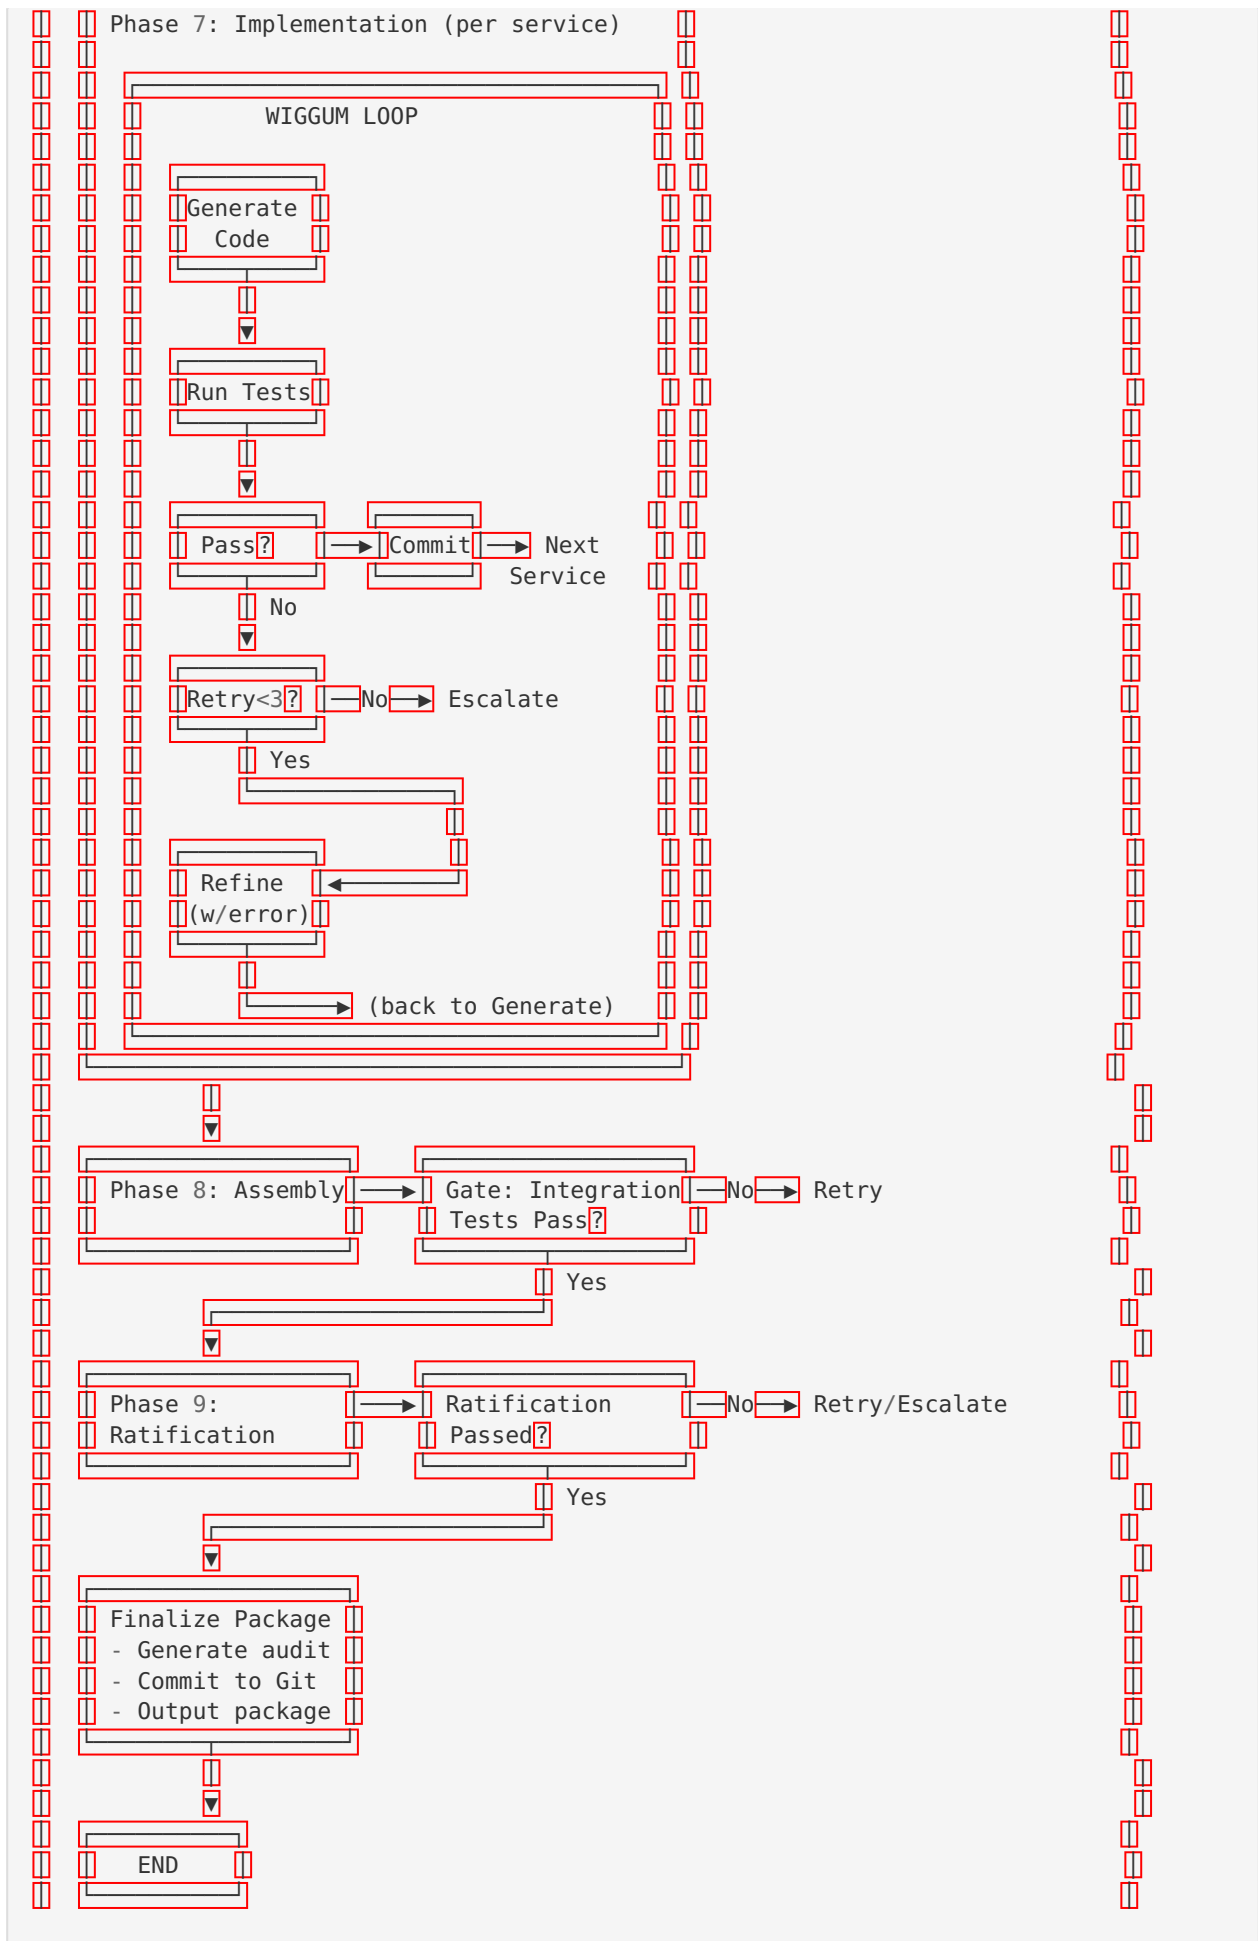 Phase 7: Implementation (per service)
WIGGUM LOOP
Generate
Code
Run Tests
Pass? Commit Next
Service
No
Retry<3? No Escalate
Yes
Refine
(w/error)
(back to Generate)
Phase 8: Assembly Gate: Integration No Retry
Tests Pass?
Yes
Phase 9: Ratification No Retry/Escalate
Ratification Passed?
Yes
Finalize Package
- Generate audit
- Commit to Git
- Output package
END